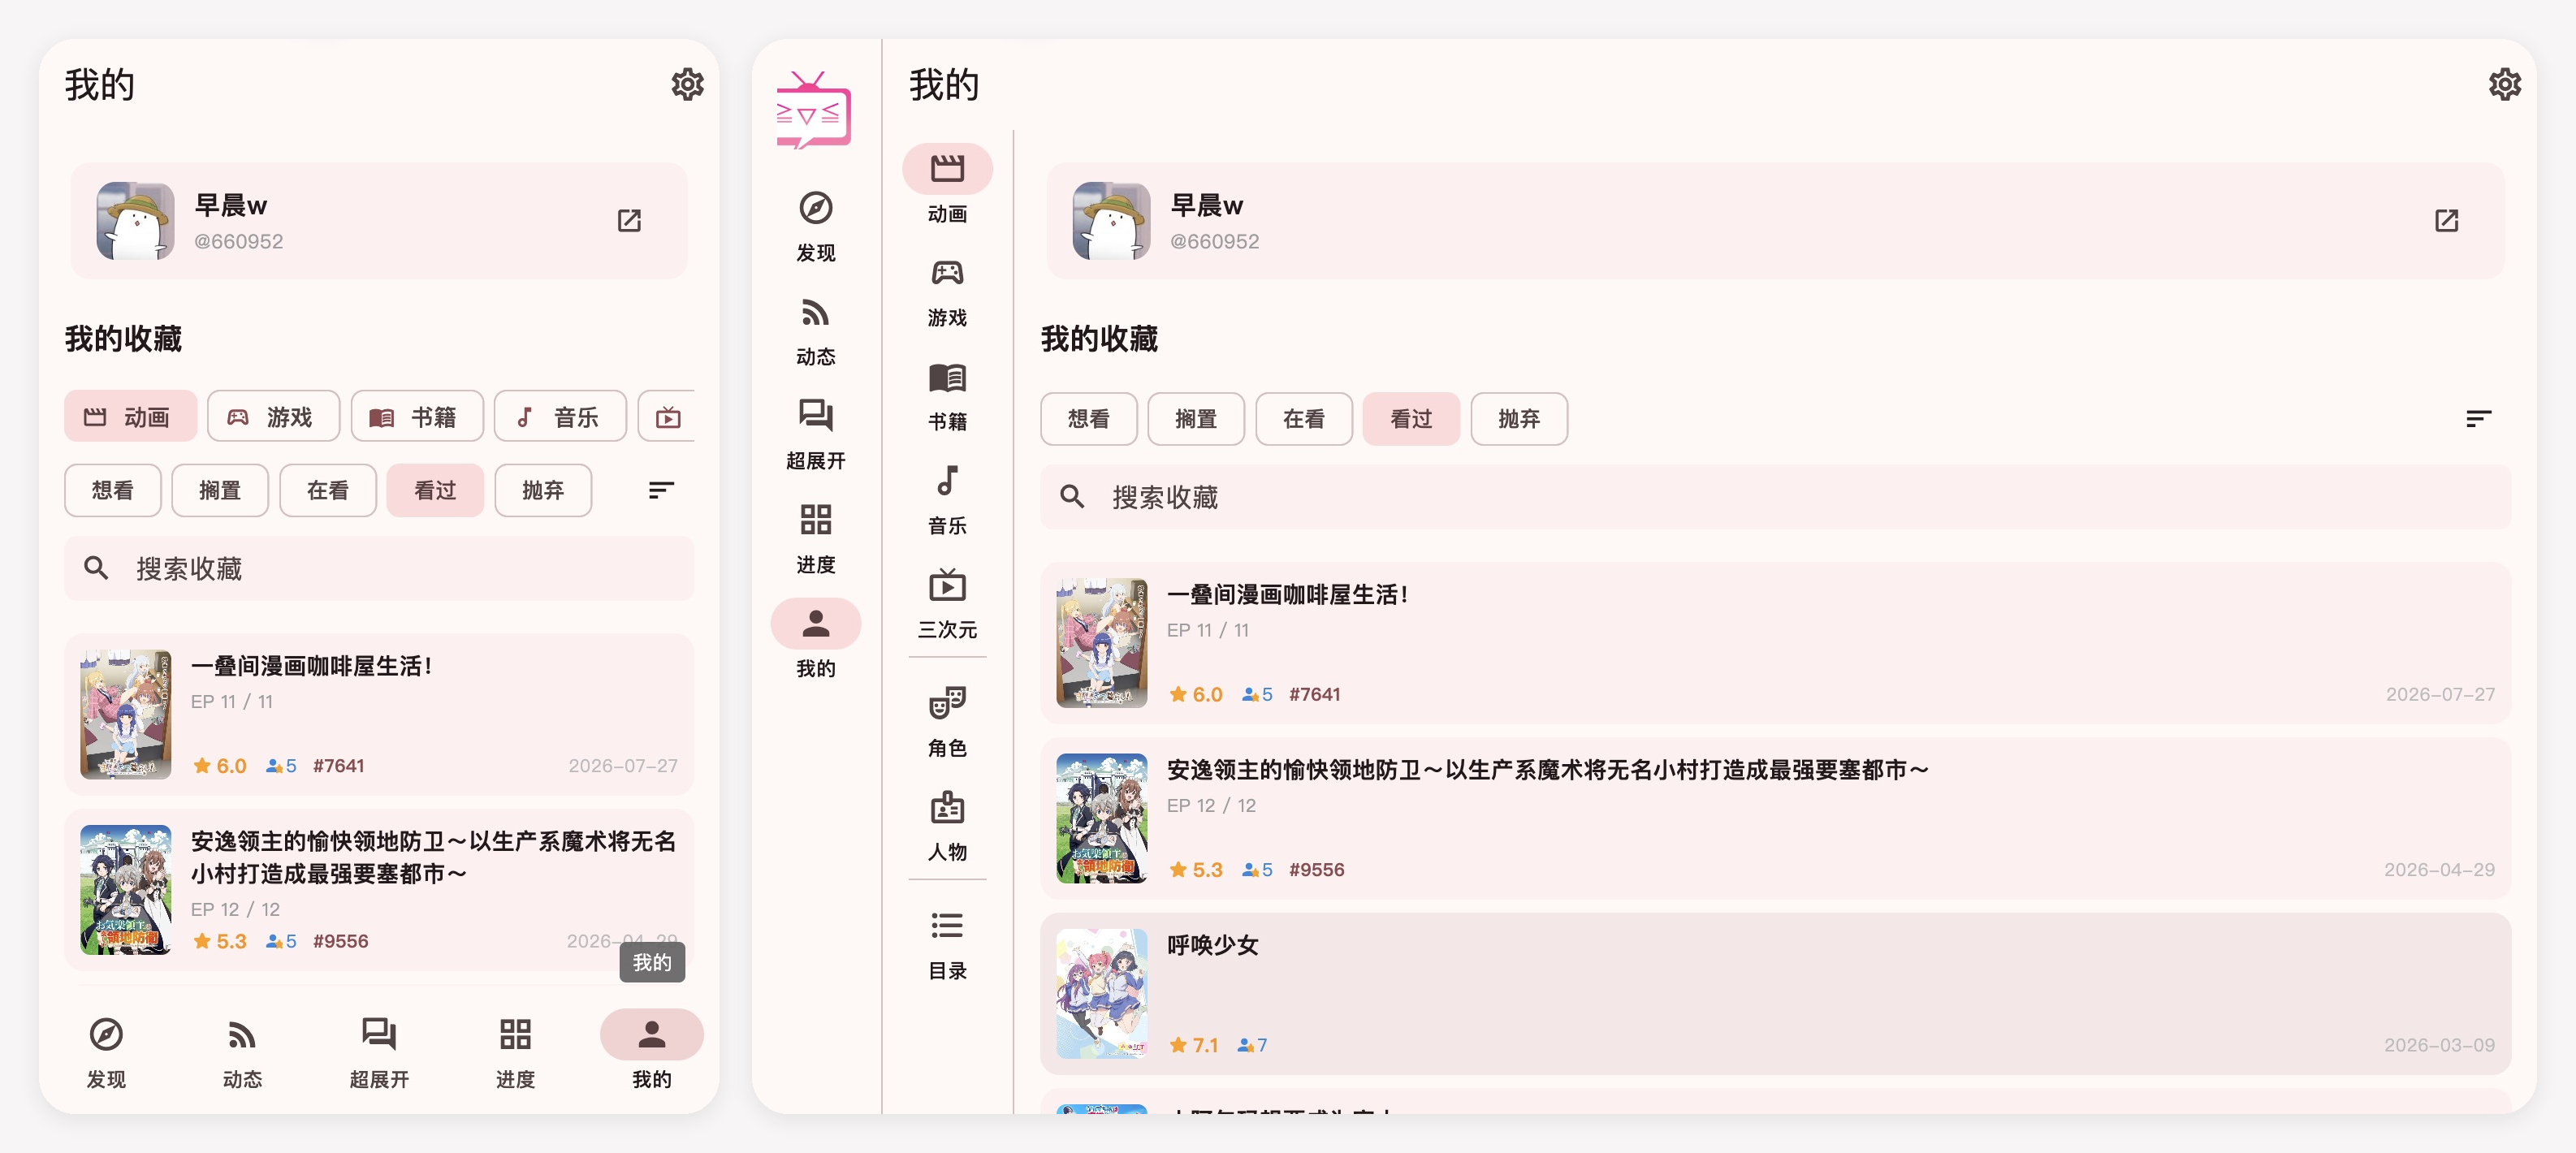 我的
早晨w
@660952
我的收藏
动画
游戏
书籍
音乐
想看
搁置
在看
看过
抛弃
搜索收藏
一叠间漫画咖啡屋生活！
EP 11 / 11
6.0
5
#7641
2026-07-27
安逸领主的愉快领地防卫～以生产系魔术将无名
小村打造成最强要塞都市～
EP 12 / 12
5.3
5
#9556
我的
发现
动态
超展开
进度
我的
发现
动态
超展开
进度
我的
我的
动画
游戏
书籍
音乐
三次元
角色
人物
目录
早晨w
@660952
我的收藏
想看
搁置
在看
看过
抛弃
搜索收藏
一叠间漫画咖啡屋生活！
EP 11 / 11
6.0
5
#7641
2026-07-27
安逸领主的愉快领地防卫～以生产系魔术将无名小村打造成最强要塞都市～
EP 12 / 12
5.3
5
#9556
2026-04-29
呼唤少女
7.1
7
2026-03-09